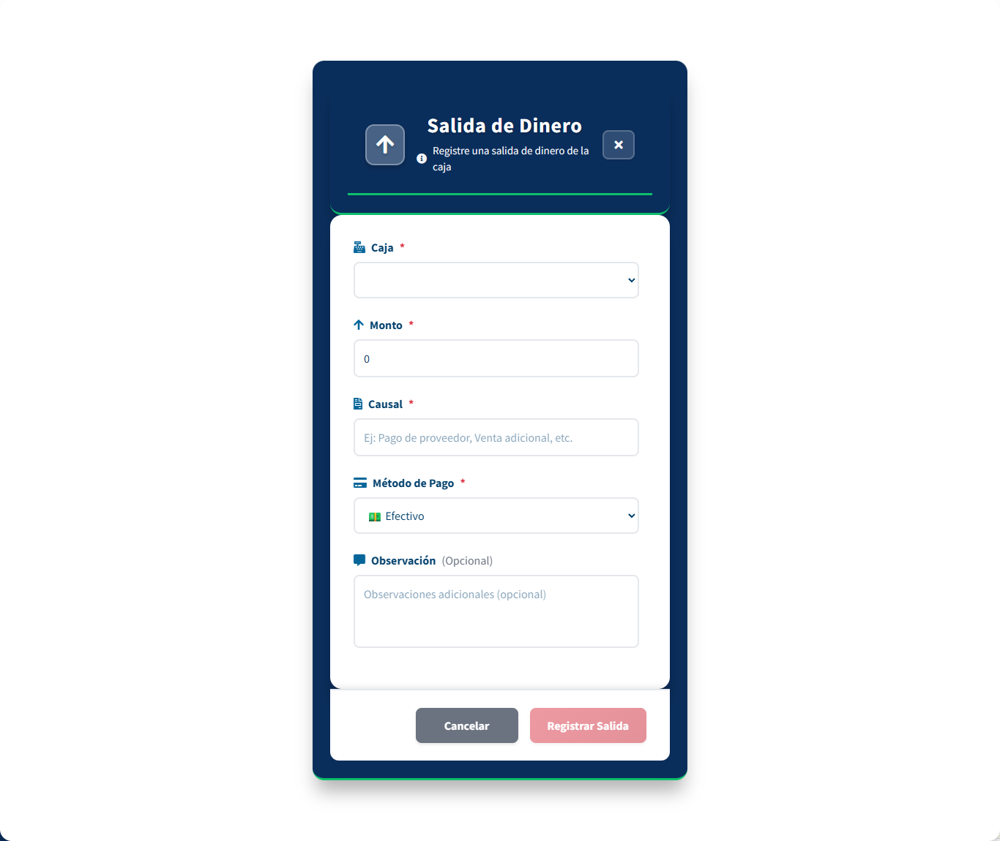 Salida de Dinero
Registre una salida de dinero de la
caja
Caja *
Monto *
0
Causal *
Ej: Pago de proveedor, Venta adicional, etc.
Método de Pago *
💵 Efectivo
Observación (Opcional)
Observaciones adicionales (opcional)
Cancelar
Registrar Salida